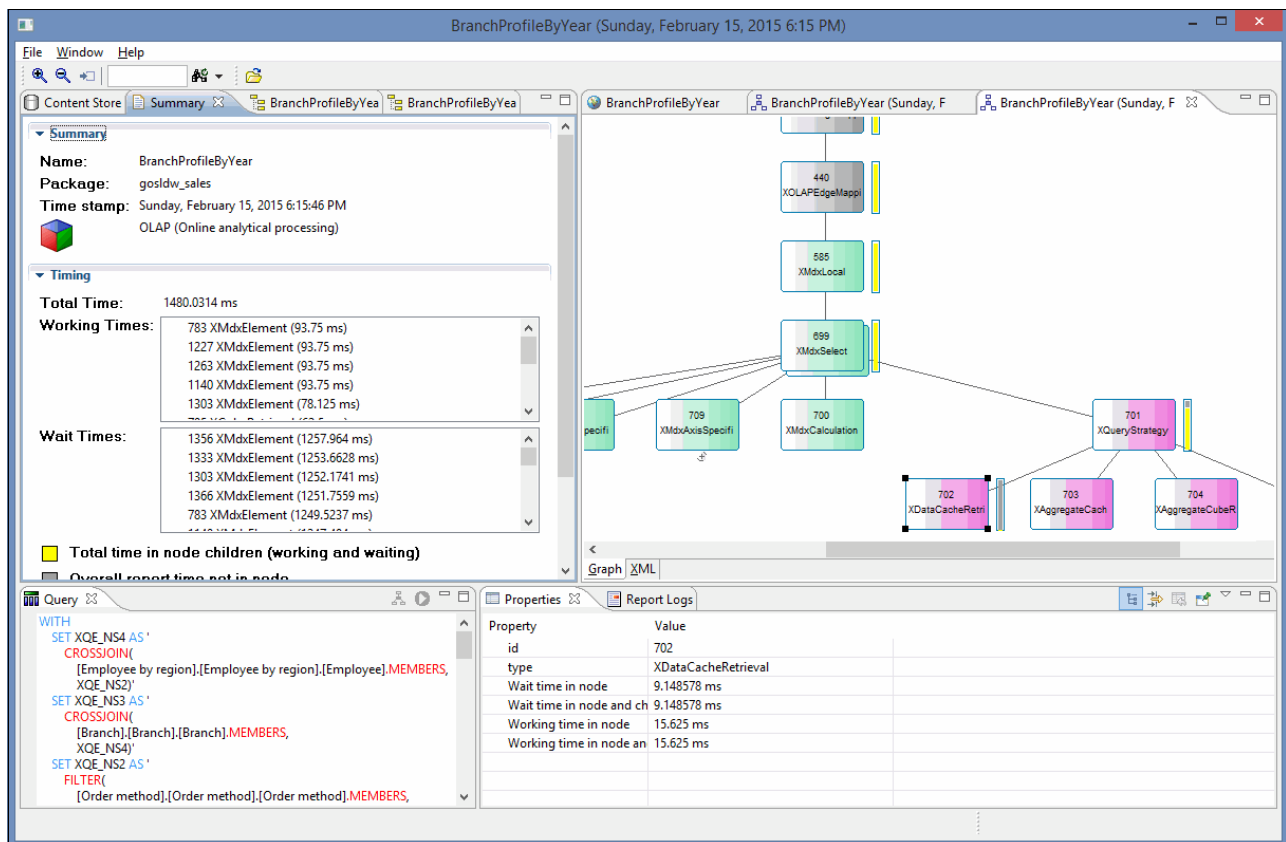 BranchProfileByYear (Sunday, February 15, 2015 6:15 PM)
File Window Help
Content Store Summary BranchProfileByYea BranchProfileByYea
Summary
Name: BranchProfileByYear
Package: gosldw_sales
Time stamp: Sunday, February 15, 2015 6:15:46 PM
OLAP (Online analytical processing)
Timing
Total Time: 1480.0314 ms
Working Times:
783 XMdxElement (93.75 ms)
1227 XMdxElement (93.75 ms)
1263 XMdxElement (93.75 ms)
1140 XMdxElement (93.75 ms)
1303 XMdxElement (78.125 ms)
Wait Times:
1356 XMdxElement (1257.964 ms)
1333 XMdxElement (1253.6628 ms)
1303 XMdxElement (1252.1741 ms)
1366 XMdxElement (1251.7559 ms)
783 XMdxElement (1249.5237 ms)
Total time in node children (working and waiting)
Overall report time not in node
BranchProfileByYear BranchProfileByYear (Sunday, F BranchProfileByYear (Sunday, F
440
XOLAPEdgeMappi
585
XMdxLocal
699
XMdxSelect
pecifi
709
XMdxAxisSpecifi
700
XMdxCalculation
701
XQueryStrategy
702
XDataCacheRetri
703
XAggregateCach
704
XAggregateCubeR
Graph XML
Query
WITH
SET XQE_NS4 AS '
CROSSJOIN(
[Employee by region].[Employee by region].[Employee].MEMBERS,
XQE_NS2)'
SET XQE_NS3 AS '
CROSSJOIN(
[Branch].[Branch].[Branch].MEMBERS,
XQE_NS4)'
SET XQE_NS2 AS '
FILTER(
[Order method].[Order method].[Order method].MEMBERS,
Properties Report Logs
Property Value
id 702
type XDataCacheRetrieval
Wait time in node 9.148578 ms
Wait time in node and ch 9.148578 ms
Working time in node 15.625 ms
Working time in node an 15.625 ms